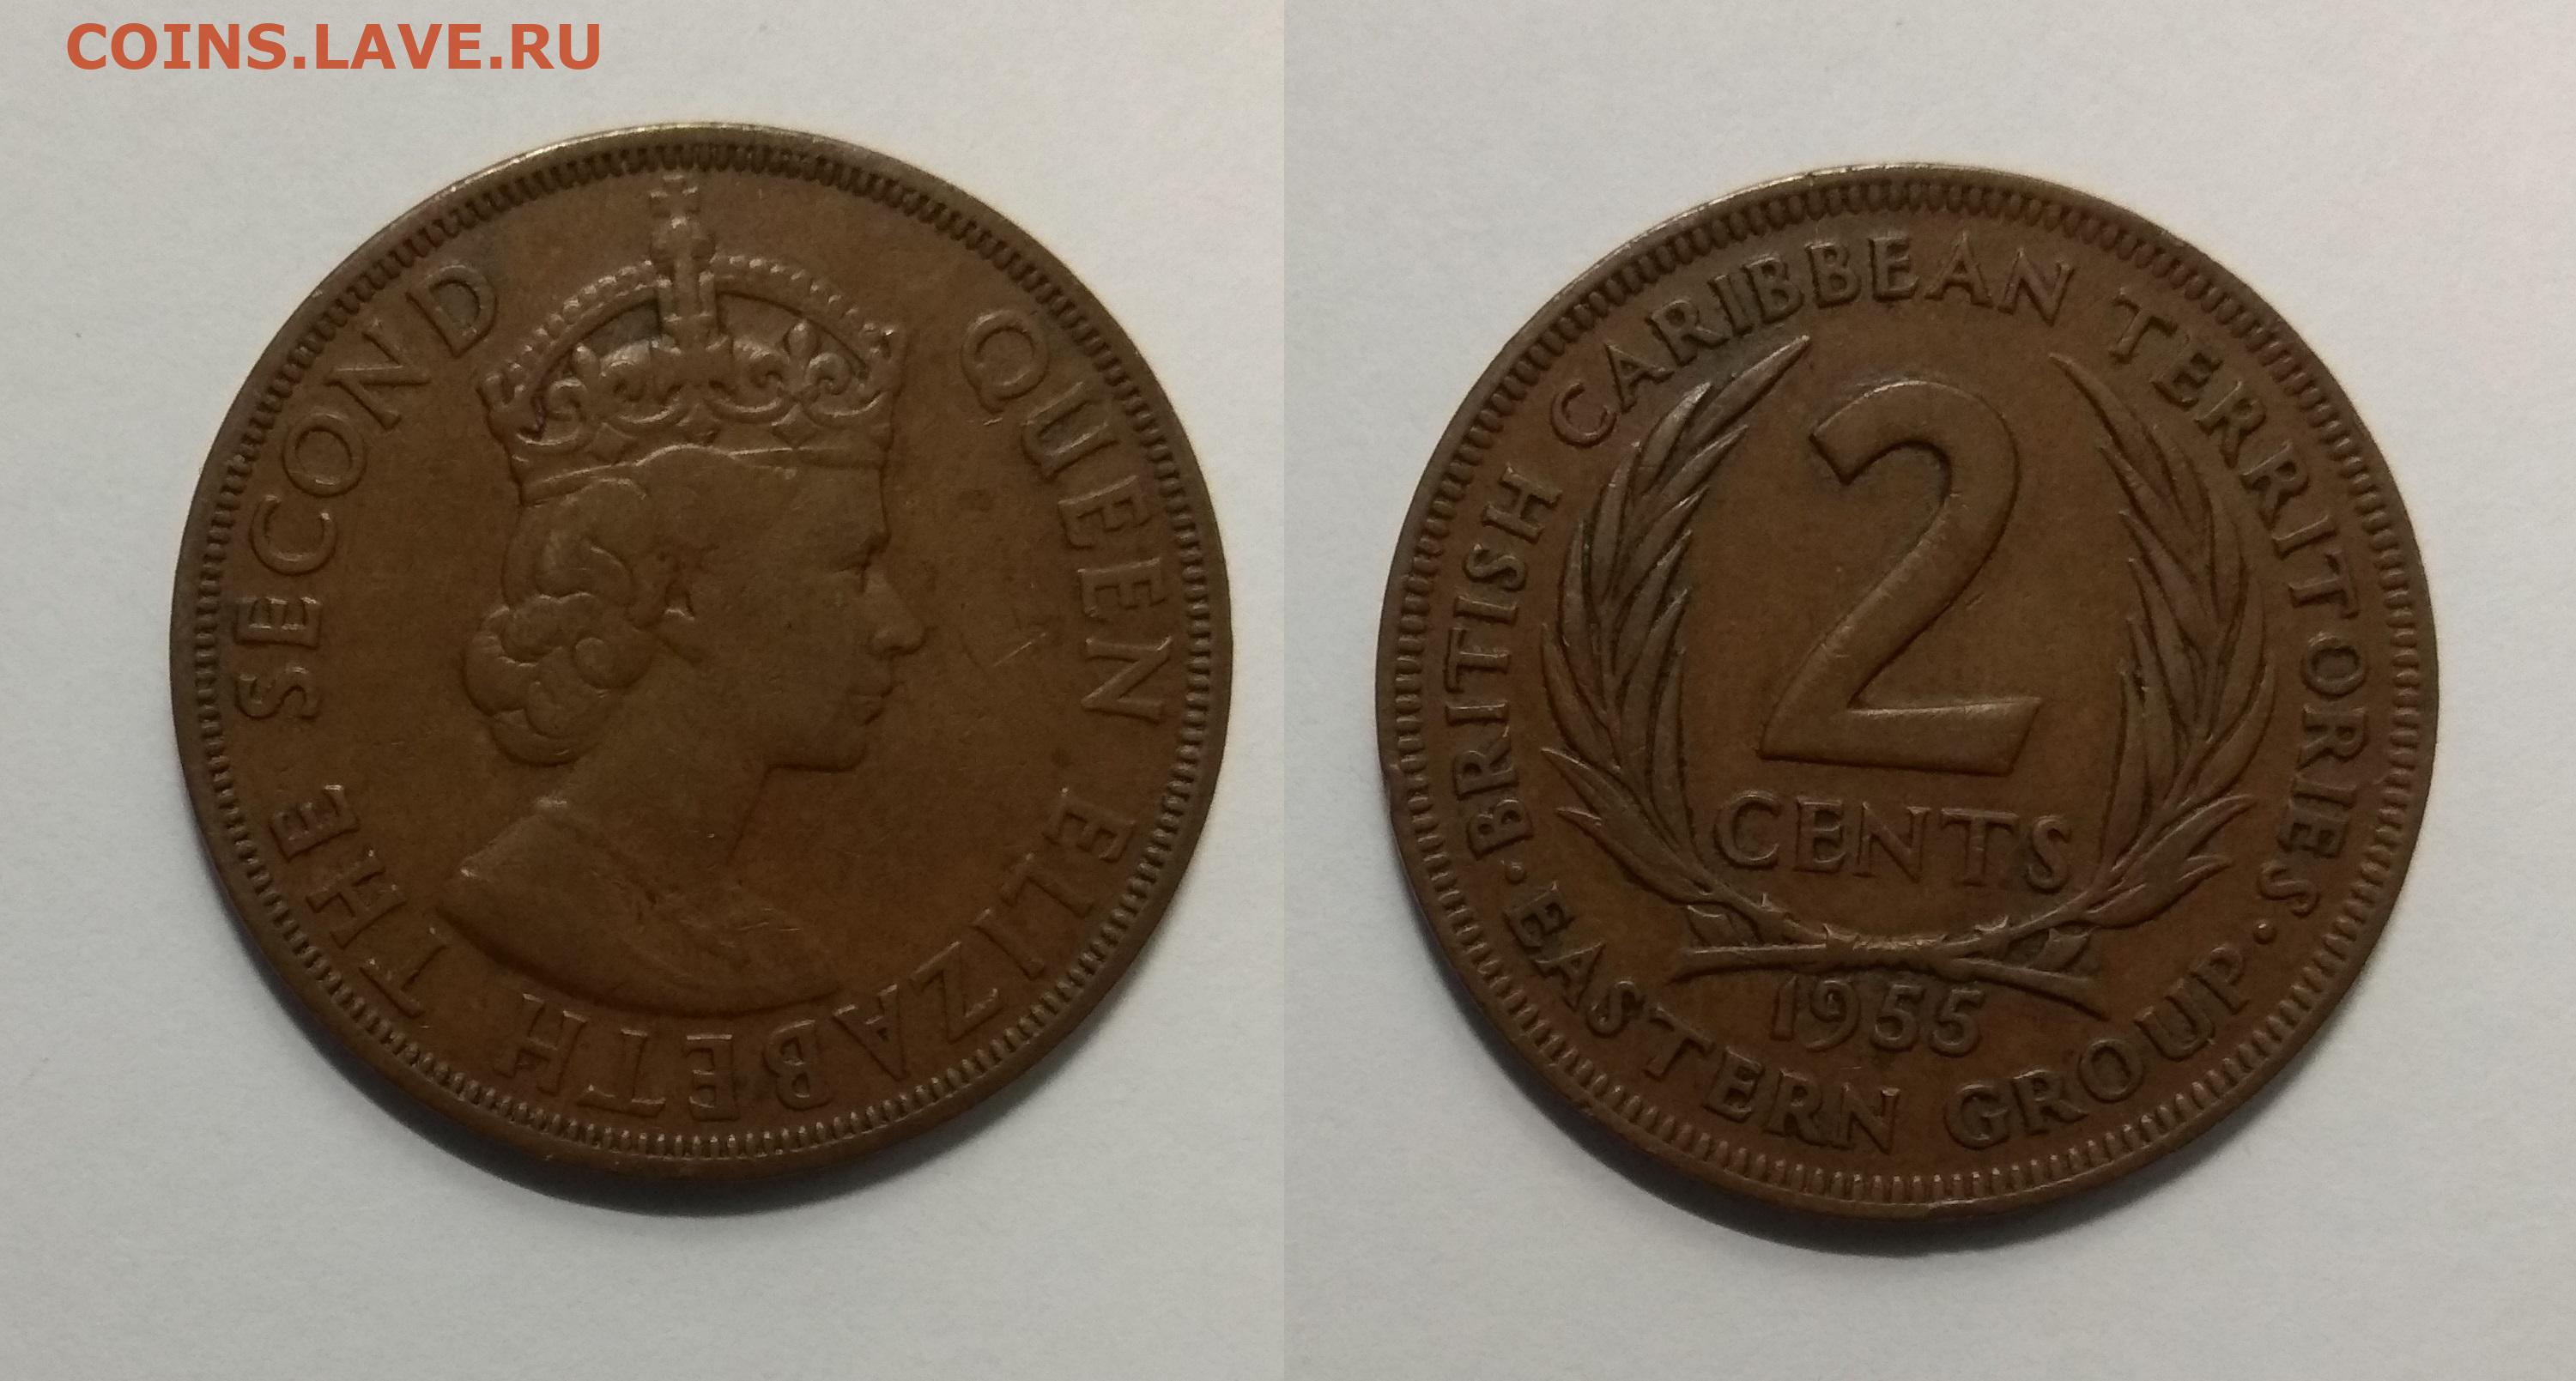 COINS.LAVE.RU
QUEEN ELIZABETH THE SECOND
BRITISH CARIBBEAN TERRITORIES
2
CENTS
1955
· EASTERN GROUP ·